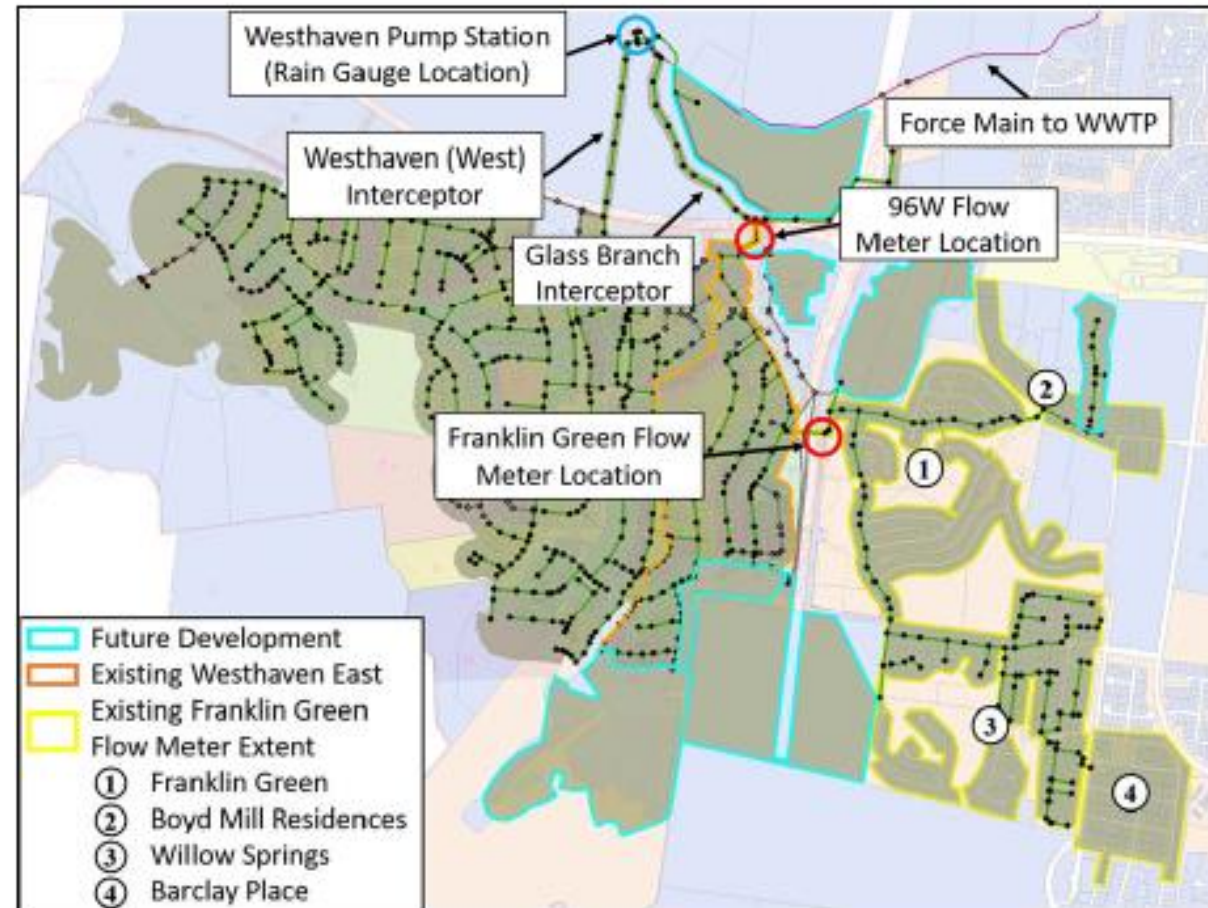 Westhaven Pump Station
(Rain Gauge Location)
Force Main to WWTP
Westhaven (West)
Interceptor
96W Flow
Meter Location
Glass Branch
Interceptor
2
Franklin Green Flow
Meter Location
1
3
4
Future Development
Existing Westhaven East
Existing Franklin Green
Flow Meter Extent
1 Franklin Green
2 Boyd Mill Residences
3 Willow Springs
4 Barclay Place